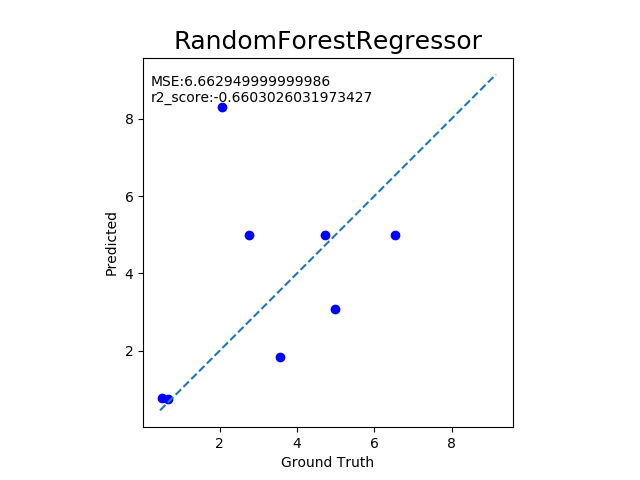 RandomForestRegressor
MSE:6.662949999999986
r2_score:-0.6603026031973427
8
6
4
2
Predicted
2 4 6 8
Ground Truth